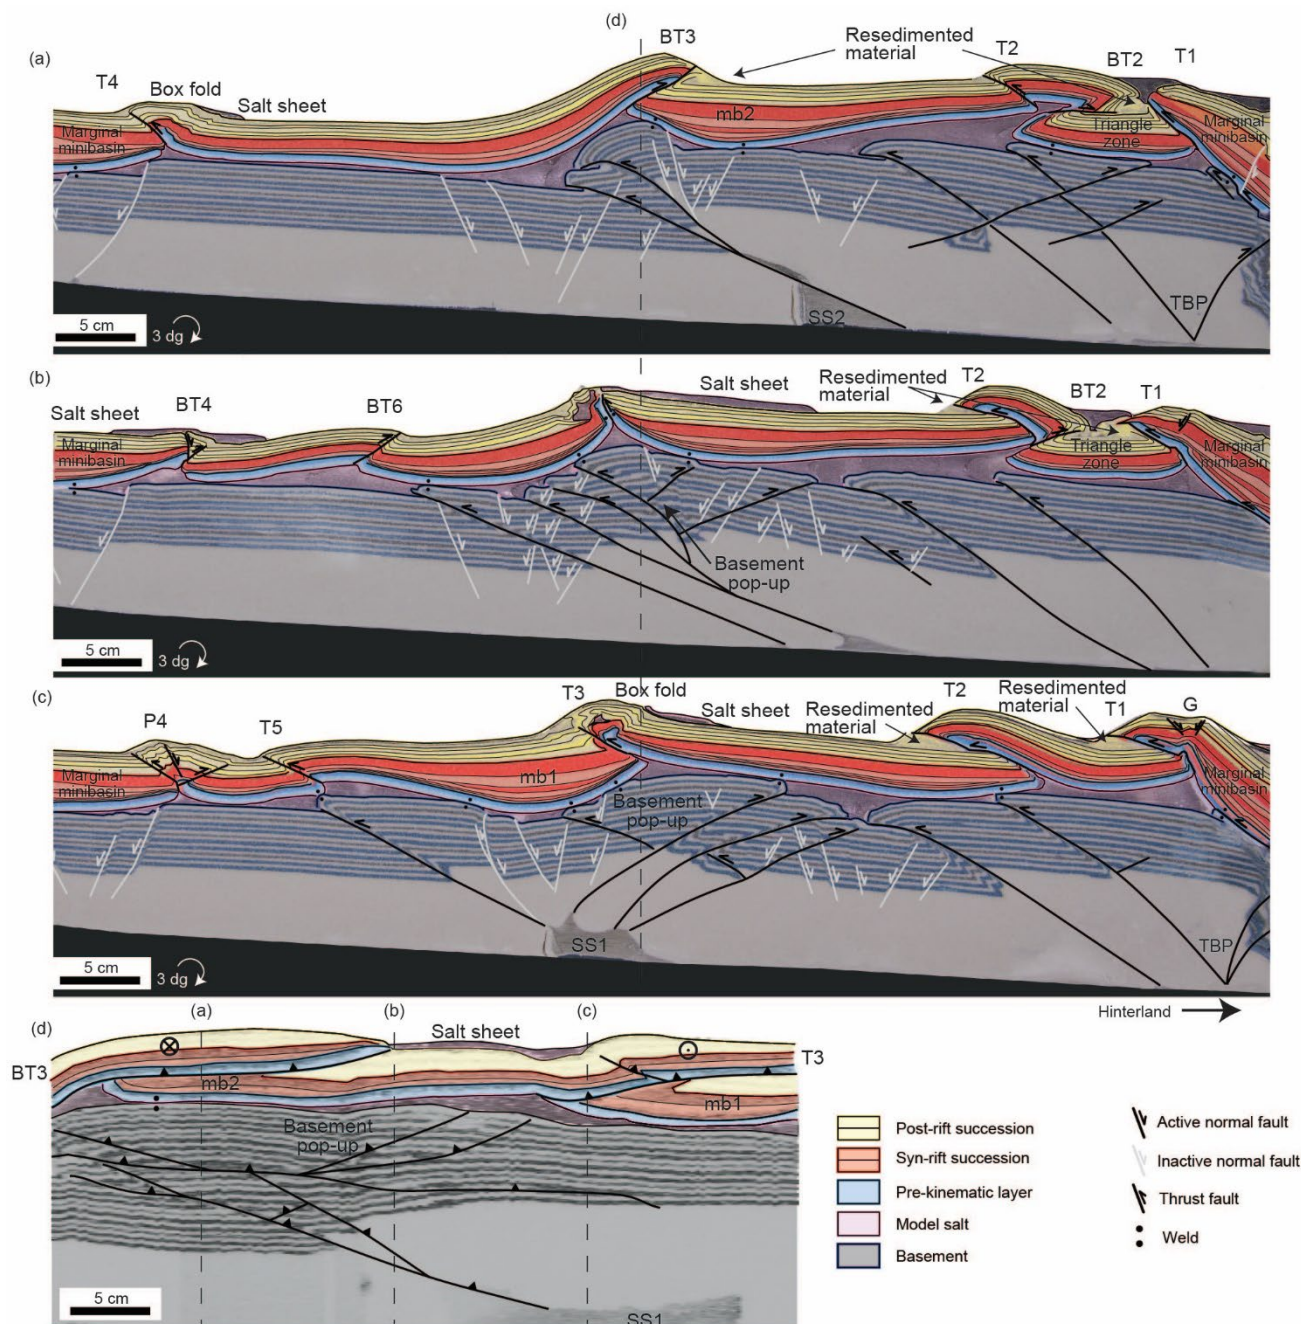 (d)
(a)
BT3
Resedimented
material
T2
BT2
T1
T4
Box fold
Salt sheet
Marginal
minibasin
mb2
Triangle
zone
Marginal
minibasin
SS2
TBP
5 cm
3 dg
(b)
Salt sheet
BT4
BT6
Salt sheet
Resedimented
material
T2
BT2
T1
Marginal
minibasin
Triangle
zone
Marginal
minibasin
Basement
pop-up
5 cm
3 dg
(c)
P4
T5
T3
Box fold
Salt sheet
Resedimented
material
T2
Resedimented
material
T1
G
Marginal
minibasin
mb1
Basement
pop-up
Marginal
minibasin
SS1
TBP
5 cm
3 dg
Hinterland
(d)
(a)
(b)
(c)
Salt sheet
BT3
T3
mb2
mb1
Basement
pop-up
5 cm
SS1
Post-rift succession
Syn-rift succession
Pre-kinematic layer
Model salt
Basement
Active normal fault
Inactive normal fault
Thrust fault
Weld